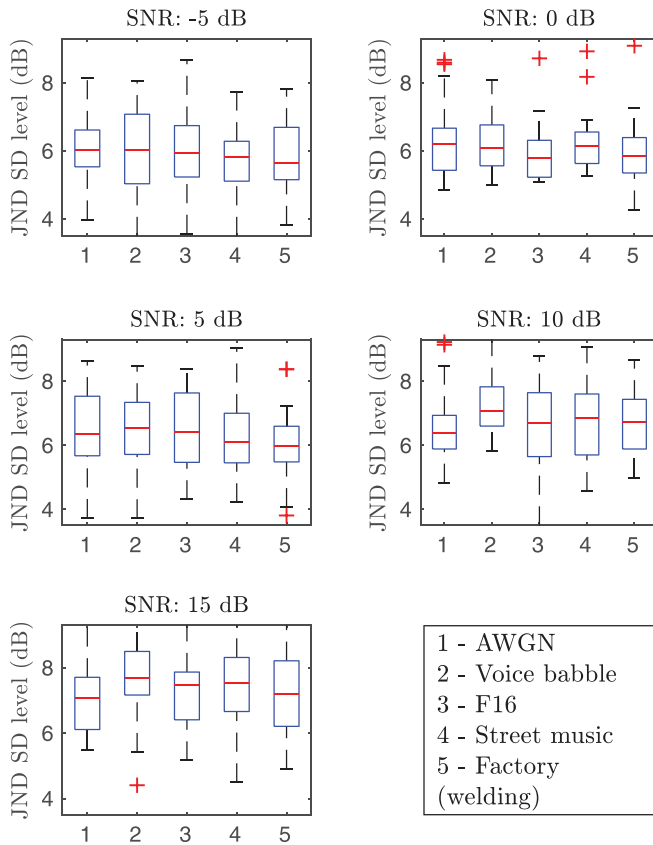 SNR: -5 dB
JND SD level (dB)
8
6
4
1 2 3 4 5
SNR: 0 dB
JND SD level (dB)
8
6
4
1 2 3 4 5
SNR: 5 dB
JND SD level (dB)
8
6
4
1 2 3 4 5
SNR: 10 dB
JND SD level (dB)
8
6
4
1 2 3 4 5
SNR: 15 dB
JND SD level (dB)
8
6
4
1 2 3 4 5
1 - AWGN
2 - Voice babble
3 - F16
4 - Street music
5 - Factory
(welding)